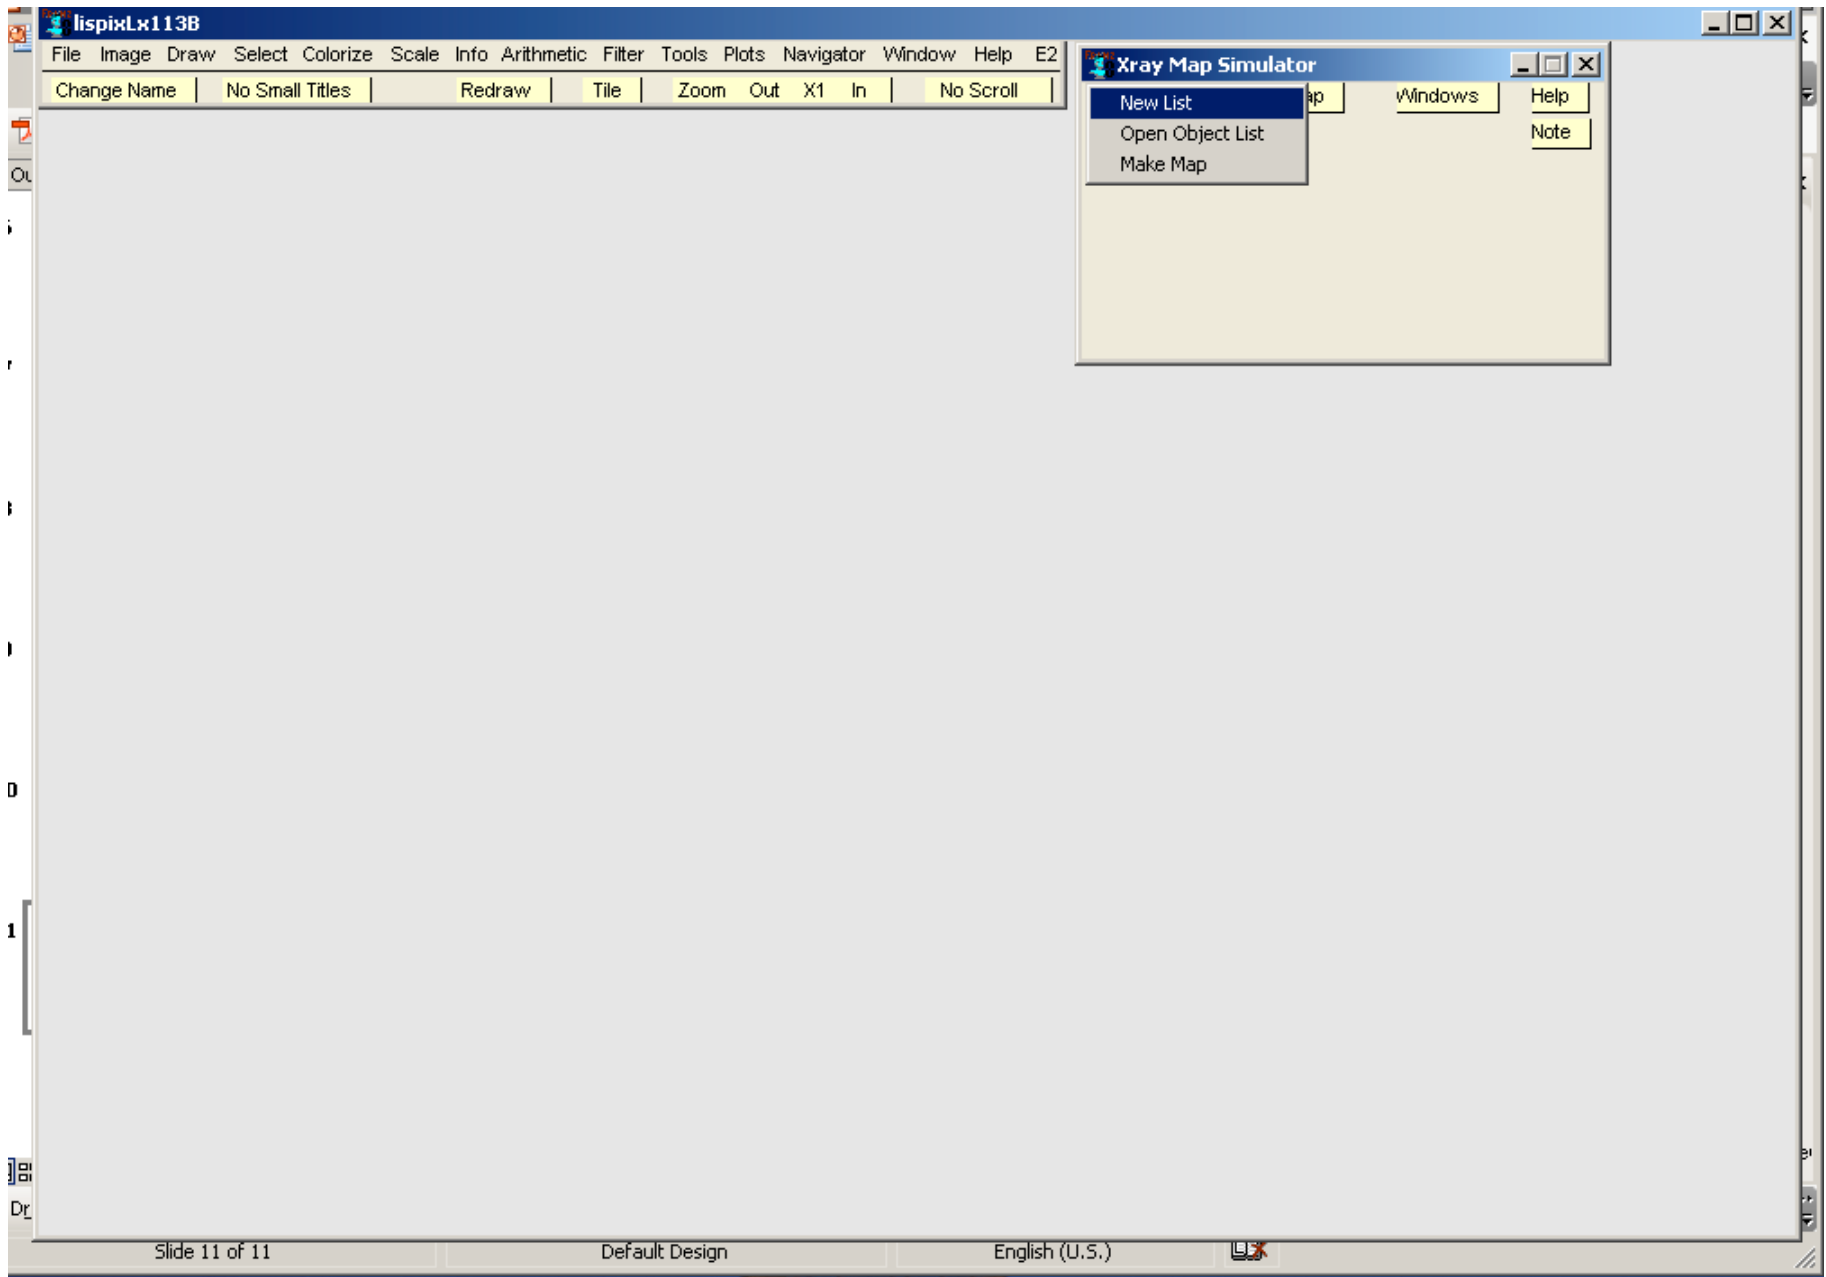 lispixLx113B
File Image Draw Select Colorize Scale Info Arithmetic Filter Tools Plots Navigator Window Help E2
Change Name No Small Titles Redraw Tile Zoom Out X1 In No Scroll
Xray Map Simulator
New List
Open Object List
Make Map
Windows Help
Note
Slide 11 of 11 Default Design English (U.S.)